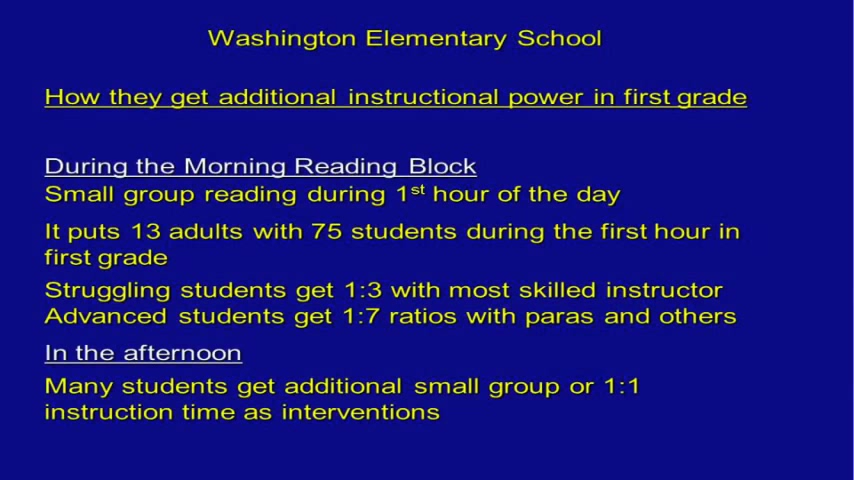 Washington Elementary School
How they get additional instructional power in first grade
During the Morning Reading Block
Small group reading during 1st hour of the day
It puts 13 adults with 75 students during the first hour in
first grade
Struggling students get 1:3 with most skilled instructor
Advanced students get 1:7 ratios with paras and others
In the afternoon
Many students get additional small group or 1:1
instruction time as interventions